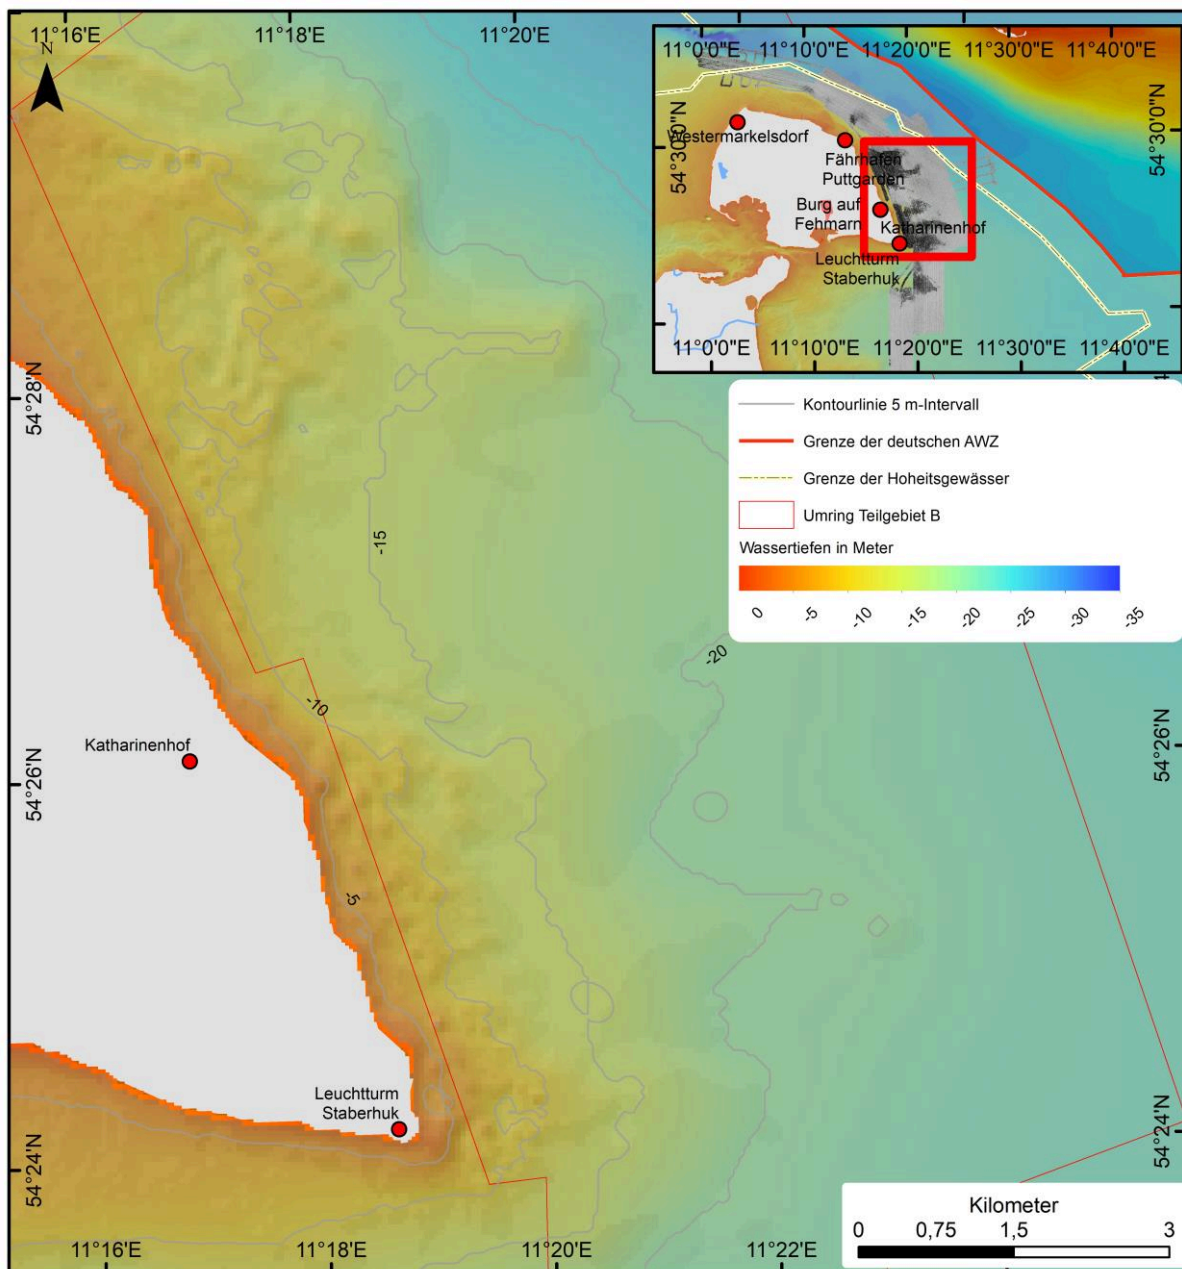 11°16'E
11°18'E
11°20'E
N
11°0'0"E
11°10'0"E
11°20'0"E
11°30'0"E
11°40'0"E
54°30'0"N
54°30'0"N
Westermarkelsdorf
Fährhafen
Puttgarden
Burg auf
Fehmarn
Katharinenhof
Leuchtturm
Staberhuk
11°0'0"E
11°10'0"E
11°20'0"E
11°30'0"E
11°40'0"E
54°28'N
Kontourlinie 5 m-Intervall
Grenze der deutschen AWZ
Grenze der Hoheitsgewässer
Umring Teilgebiet B
Wassertiefen in Meter
0
-5
-10
-15
-20
-25
-30
-35
-15
-20
-10
Katharinenhof
54°26'N
54°26'N
-5
Leuchtturm
Staberhuk
54°24'N
54°24'N
Kilometer
0
0,75
1,5
3
11°16'E
11°18'E
11°20'E
11°22'E